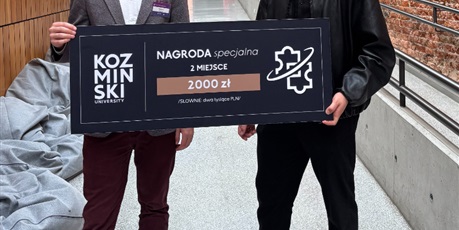 KOZ
MIN
SKI
UNIVERSITY
NAGRODA specjalna
2 MIEJSCE
2000 zł
/SŁOWNIE dwa tysiące PLN/